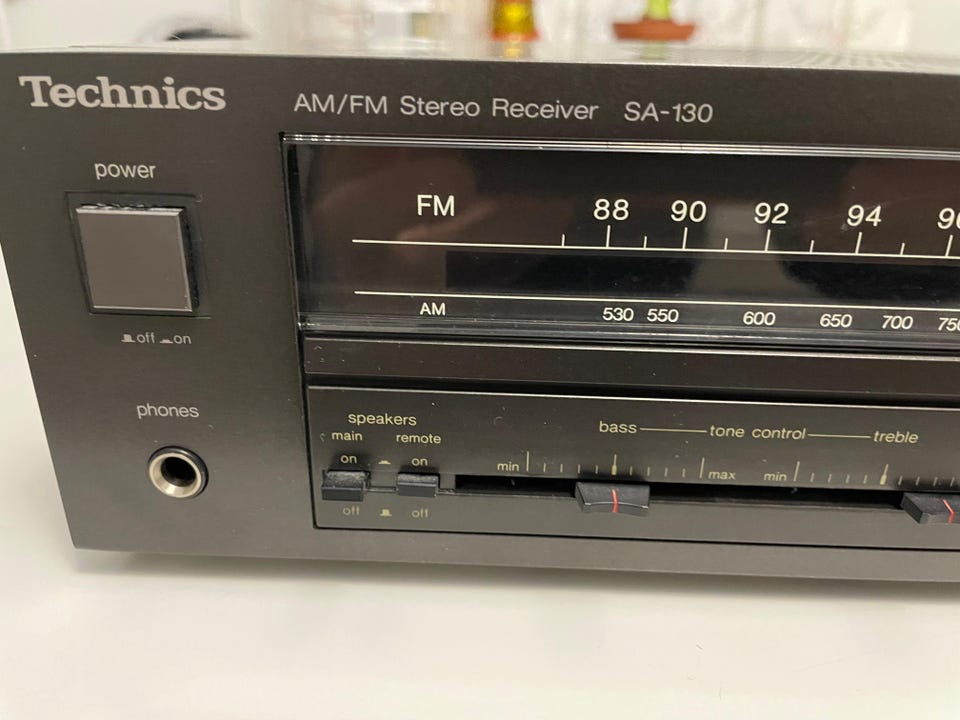 Technics
AM/FM Stereo Receiver SA-130
power
FM 88 90 92 94
AM 530 550 600 650 700
off on
phones
speakers
main remote
on on
off off
bass tone control treble
min max min